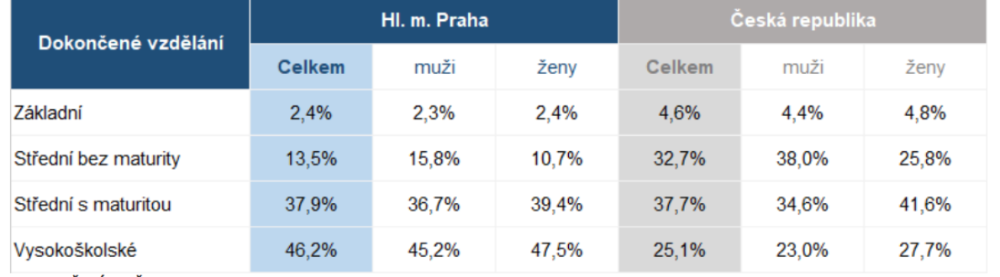 Dokončené vzdělání Hl. m. Praha Česká republika
Celkem muži ženy Celkem muži ženy
Základní 2,4% 2,3% 2,4% 4,6% 4,4% 4,8%
Střední bez maturity 13,5% 15,8% 10,7% 32,7% 38,0% 25,8%
Střední s maturitou 37,9% 36,7% 39,4% 37,7% 34,6% 41,6%
Vysokoškolské 46,2% 45,2% 47,5% 25,1% 23,0% 27,7%